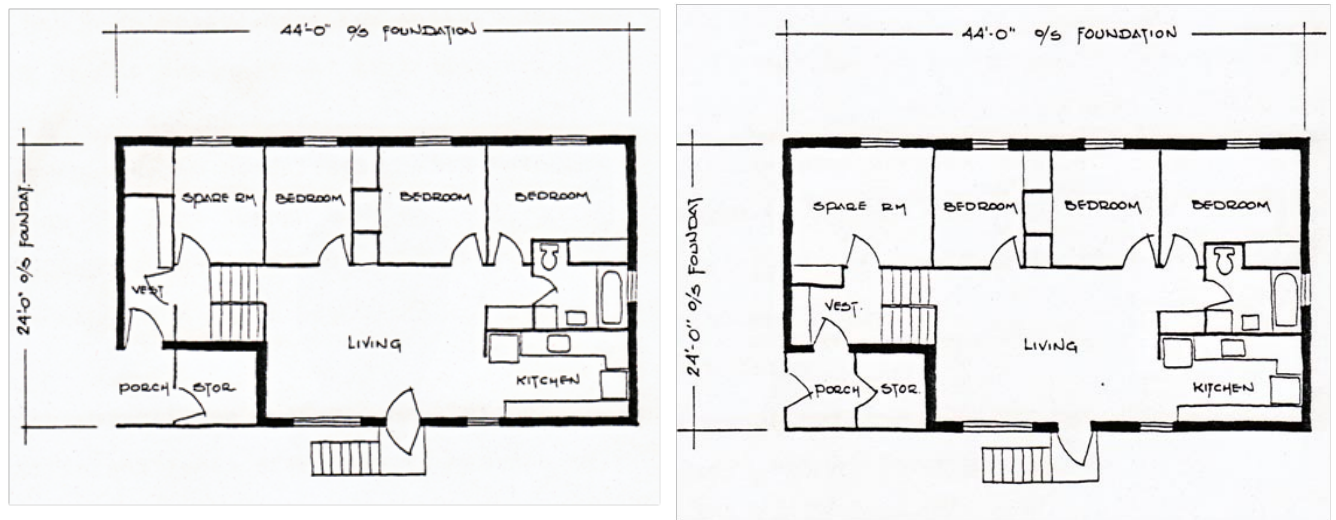 44'-0" O/S FOUNDATION
24'-0" O/S FOUNDAT.
SPARE RM
BEDROOM
BEDROOM
BEDROOM
VEST
LIVING
PORCH
STOR
KITCHEN
44'-0" O/S FOUNDATION
24'-0" O/S FOUNDAT
SPARE RM
BEDROOM
BEDROOM
BEDROOM
VEST.
LIVING
PORCH
STOR.
KITCHEN